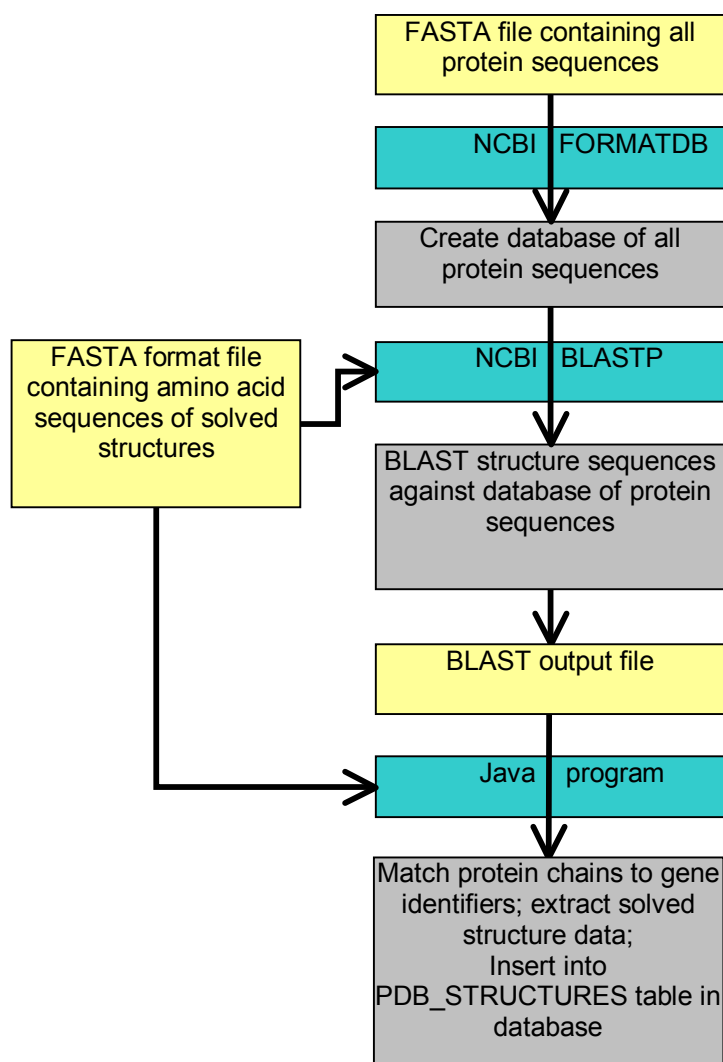 FASTA file containing all
protein sequences
NCBI FORMATDB
Create database of all
protein sequences
FASTA format file
containing amino acid
sequences of solved
structures
NCBI BLASTP
BLAST structure sequences
against database of protein
sequences
BLAST output file
Java program
Match protein chains to gene
identifiers; extract solved
structure data;
Insert into
PDB_STRUCTURES table in
database